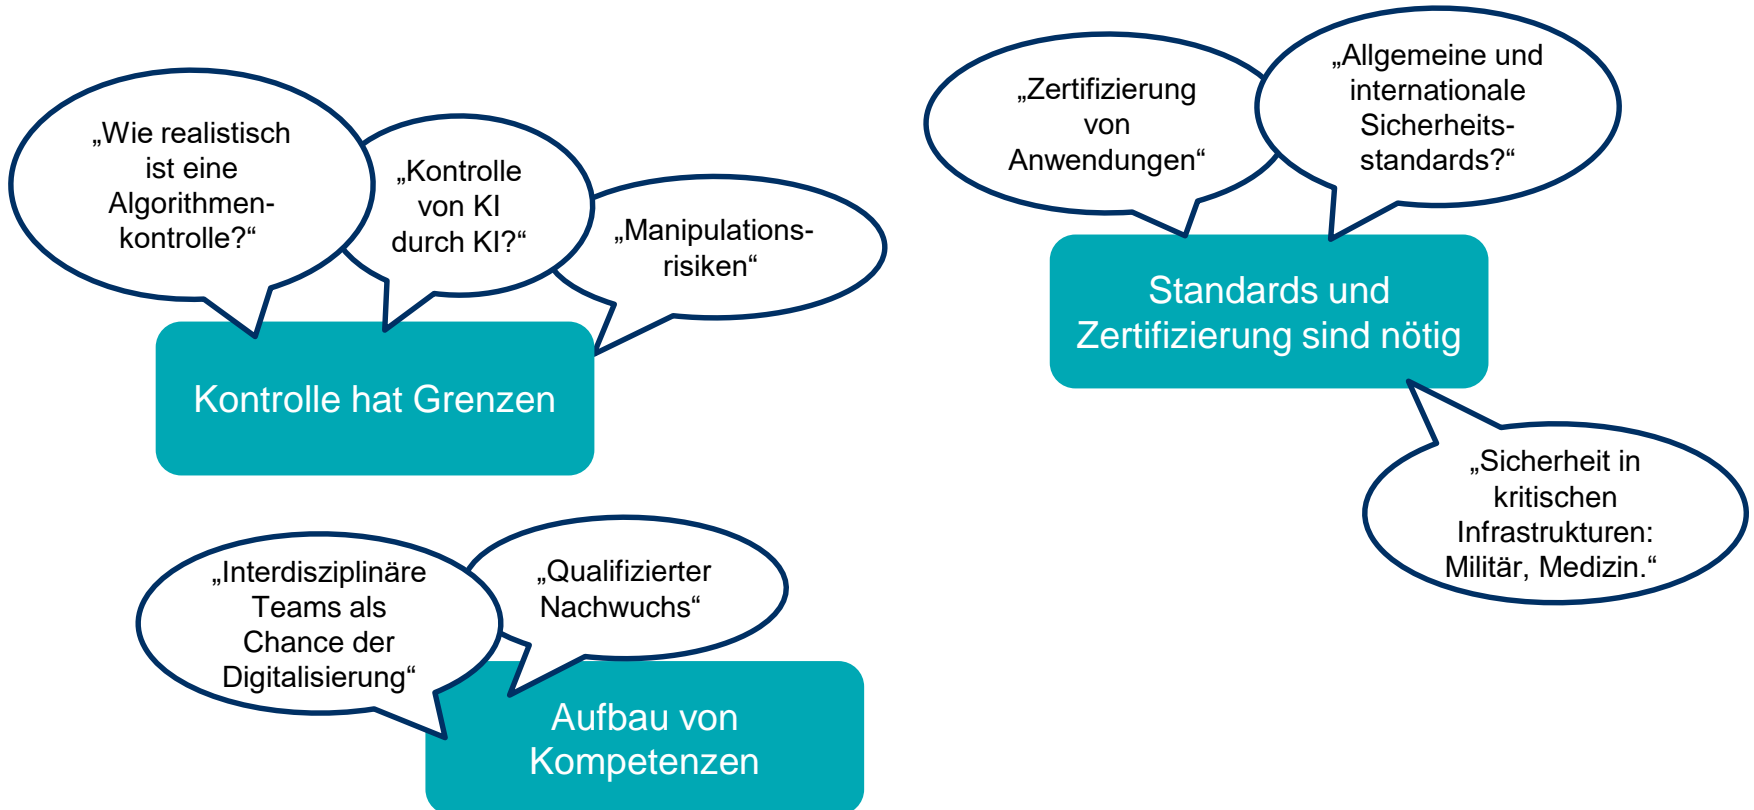 „Wie realistisch
ist eine
Algorithmen-
kontrolle?“
„Kontrolle
von KI
durch KI?“
„Manipulations-
risiken“
Kontrolle hat Grenzen
„Zertifizierung
von
Anwendungen“
„Allgemeine und
internationale
Sicherheits-
standards?“
Standards und
Zertifizierung sind nötig
„Sicherheit in
kritischen
Infrastrukturen:
Militär, Medizin.“
„Interdisziplinäre
Teams als
Chance der
Digitalisierung“
„Qualifizierter
Nachwuchs“
Aufbau von
Kompetenzen